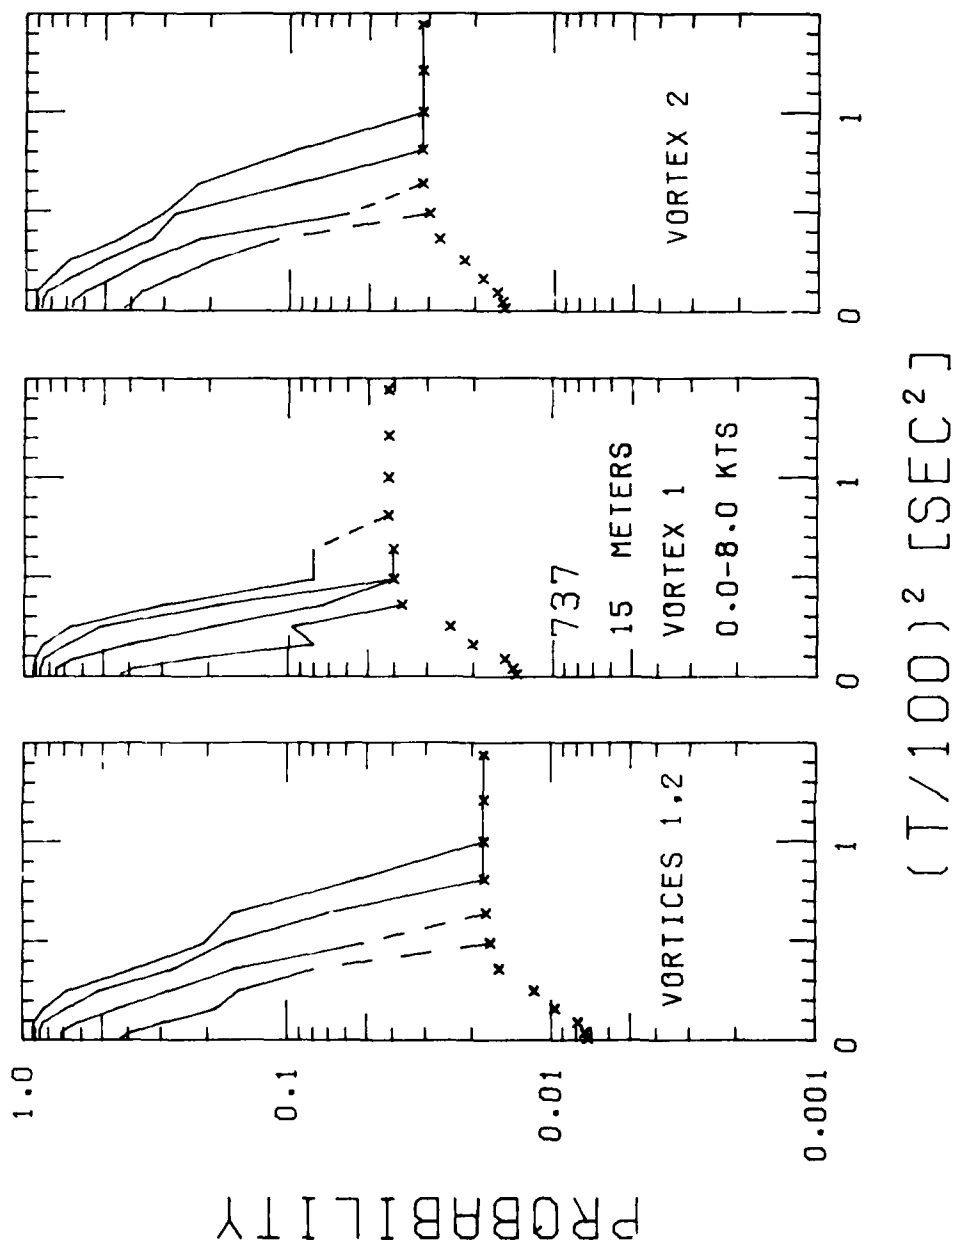 PROBABILITY
1.0
0.1
0.01
0.001
VORTICES 1,2
0
1
737
15 METERS
VORTEX 1
0.0-8.0 KTS
0
1
VORTEX 2
0
1
(T/100)² [SEC²]